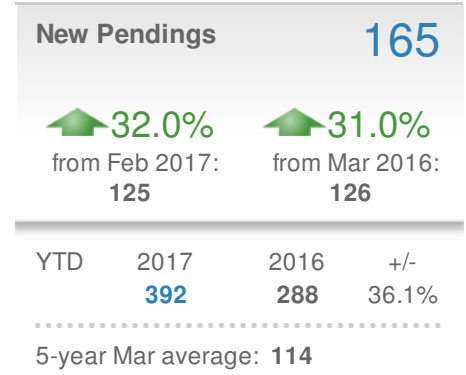 New Pendings 165
32.0% 31.0%
from Feb 2017: from Mar 2016:
125 126
YTD 2017 2016 +/-
392 288 36.1%
5-year Mar average: 114